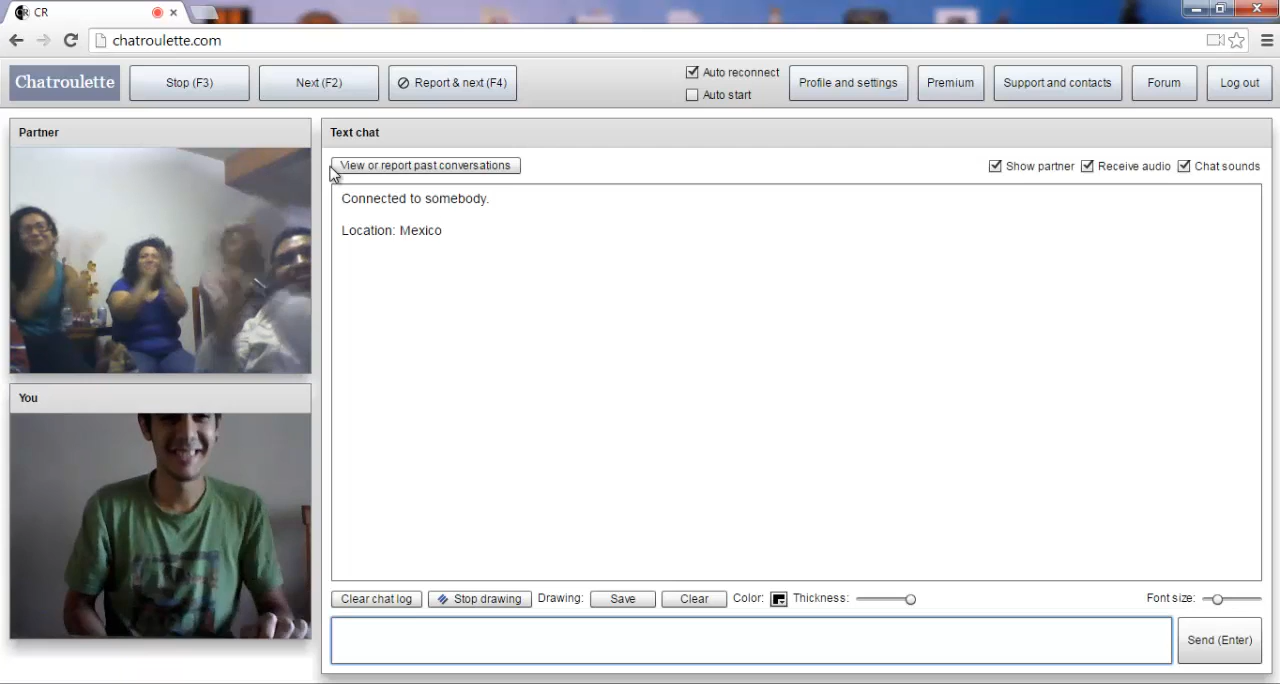 CR CR
chatroulette.com
Chatroulette
Stop (F3)
Next (F2)
Report & next (F4)
Auto reconnect
Auto start
Profile and settings
Premium
Support and contacts
Forum
Log out
Partner
Text chat
View or report past conversations
Show partner
Receive audio
Chat sounds
Connected to somebody.
Location: Mexico
You
Clear chat log
Stop drawing
Drawing:
Save
Clear
Color:
Thickness:
Font size:
Send (Enter)